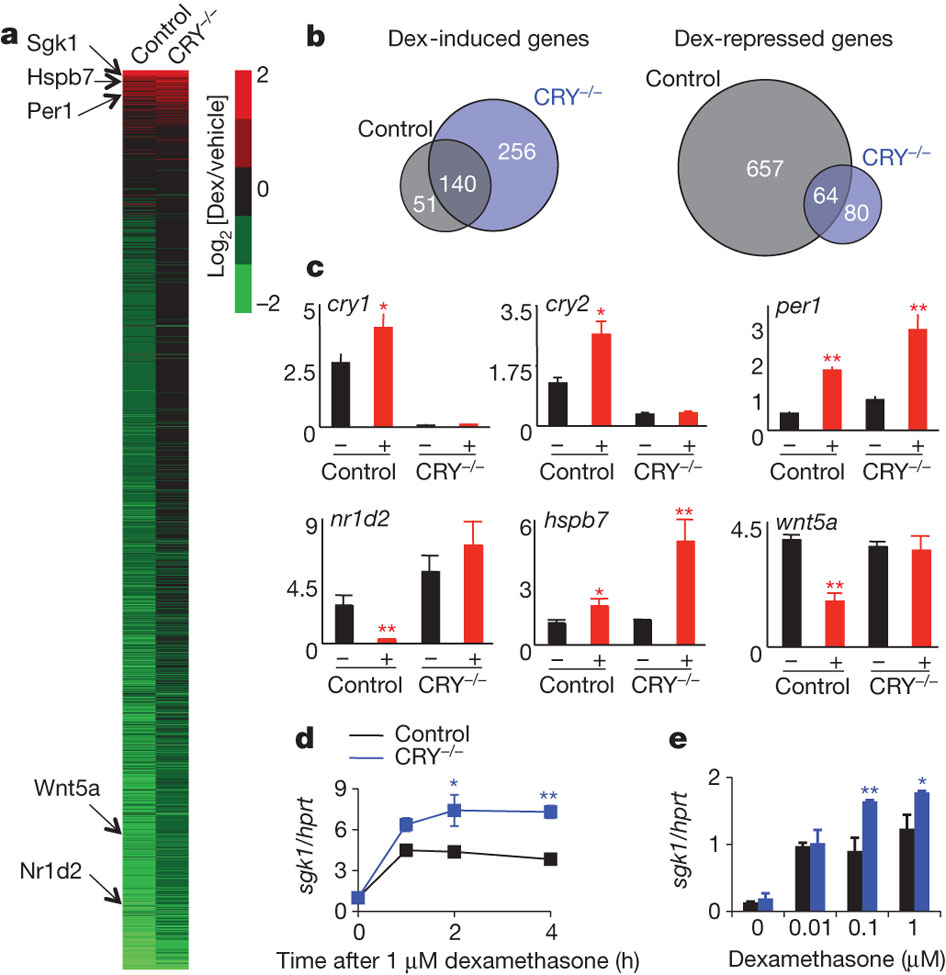 a
Control
CRY–/–
Sgk1
Hspb7
Per1
Wnt5a
Nr1d2
2
0
–2
Log2 [Dex/vehicle]
b
Dex-induced genes
Control
CRY–/–
51
140
256
Dex-repressed genes
Control
CRY–/–
657
64
80
c
cry1
5
2.5
0
*
– + – +
Control CRY–/–
cry2
3.5
1.75
0
*
– + – +
Control CRY–/–
per1
3
2
1
0
** **
– + – +
Control CRY–/–
nr1d2
9
4.5
0
**
– + – +
Control CRY–/–
hspb7
6
3
0
* **
– + – +
Control CRY–/–
wnt5a
4.5
0
**
– + – +
Control CRY–/–
d
Control
CRY–/–
sgk1/hprt
9
6
3
0
* **
0 2 4
Time after 1 μM dexamethasone (h)
e
sgk1/hprt
2
1
0
** *
0 0.01 0.1 1
Dexamethasone (μM)